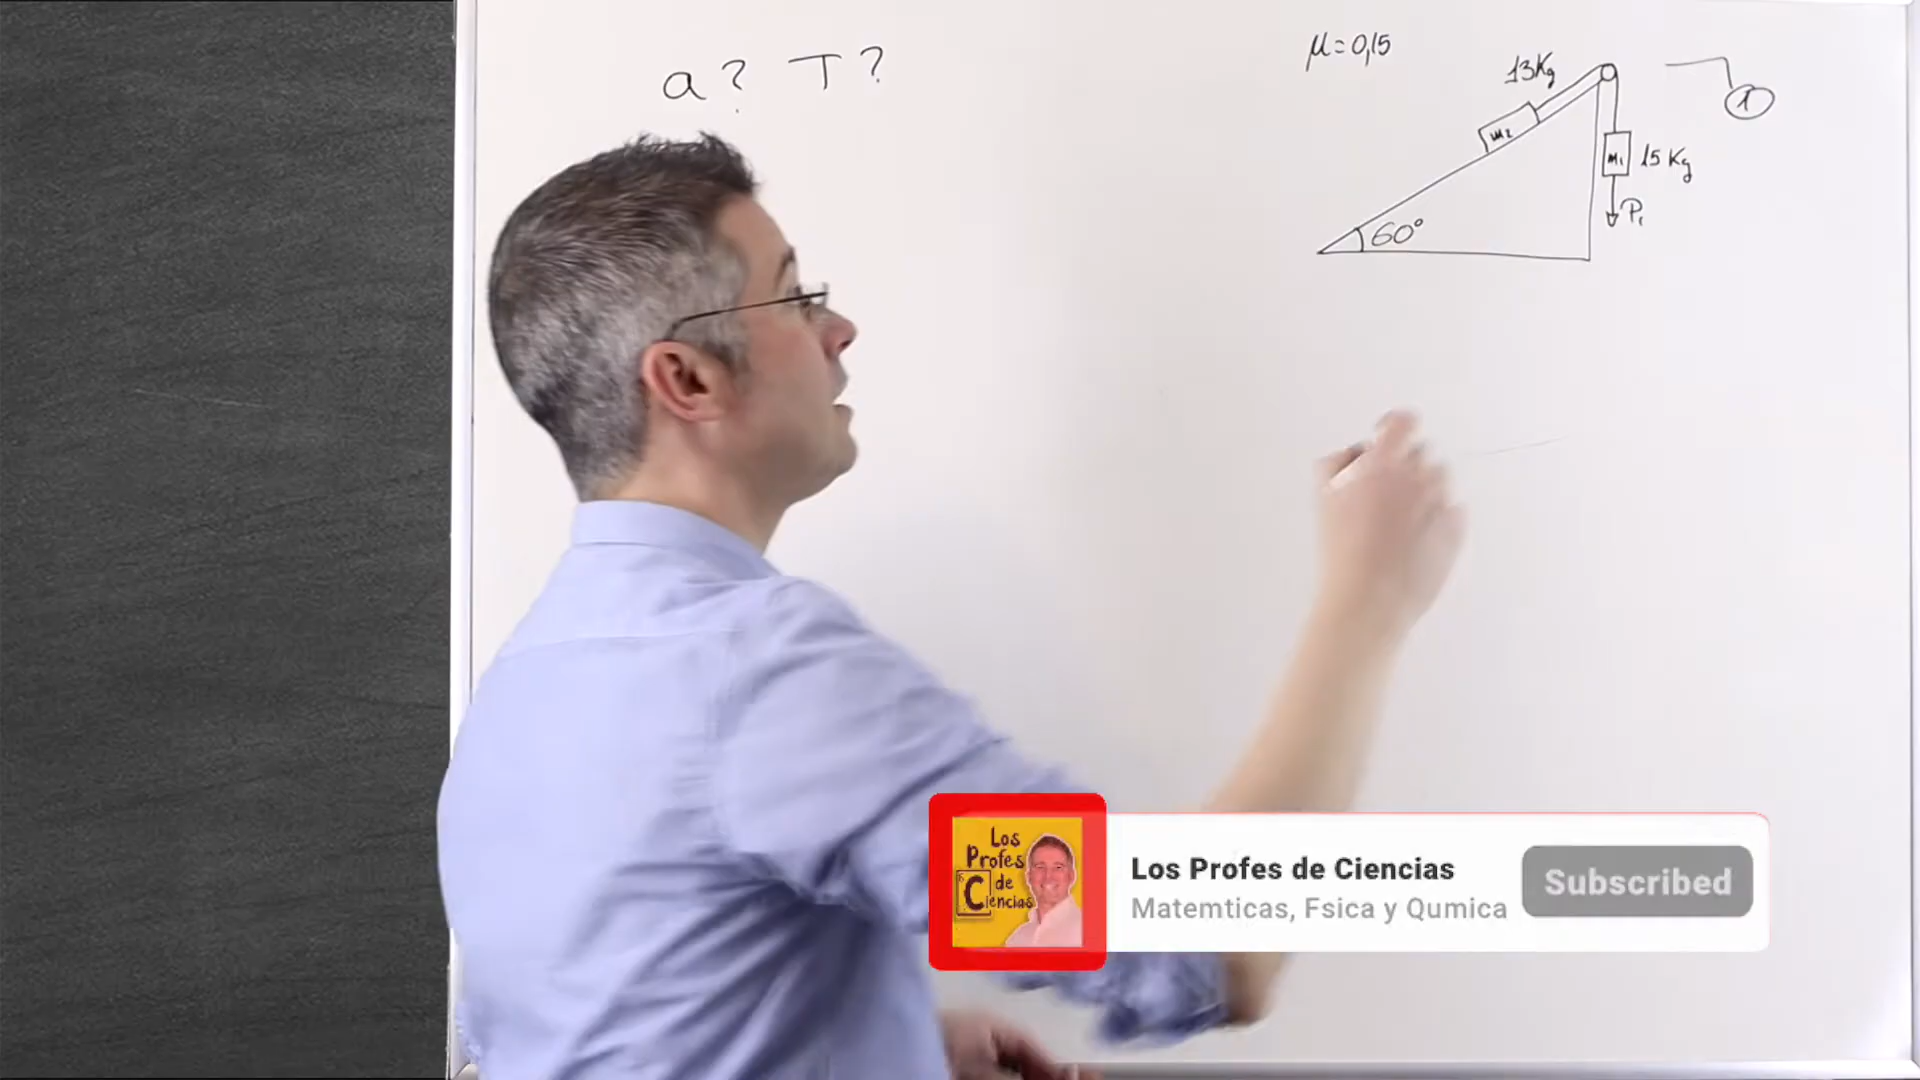 a? T?
μ=0,15
13Kg
1
m2
m1
15 Kg
P1
60°
Los
Profes
de
Ciencias
Los Profes de Ciencias
Matemticas, Fsica y Qumica
Subscribed